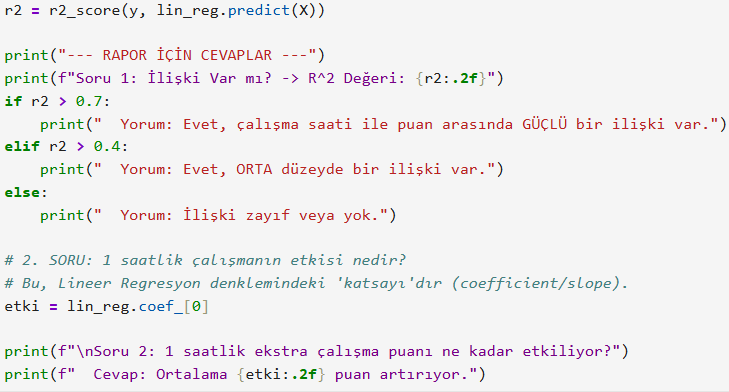 r2 = r2_score(y, lin_reg.predict(X))
print("--- RAPOR İÇİN CEVAPLAR ---")
print(f"Soru 1: İlişki Var mı? -> R^2 Değeri: {r2:.2f}")
if r2 > 0.7:
    print("  Yorum: Evet, çalışma saati ile puan arasında GÜÇLÜ bir ilişki var.")
elif r2 > 0.4:
    print("  Yorum: Evet, ORTA düzeyde bir ilişki var.")
else:
    print("  Yorum: İlişki zayıf veya yok.")
# 2. SORU: 1 saatlik çalışmanın etkisi nedir?
# Bu, Lineer Regresyon denklemindeki 'katsayı'dır (coefficient/slope).
etki = lin_reg.coef_[0]
print(f"\nSoru 2: 1 saatlik ekstra çalışma puanı ne kadar etkiliyor?")
print(f"  Cevap: Ortalama {etki:.2f} puan artırıyor.")